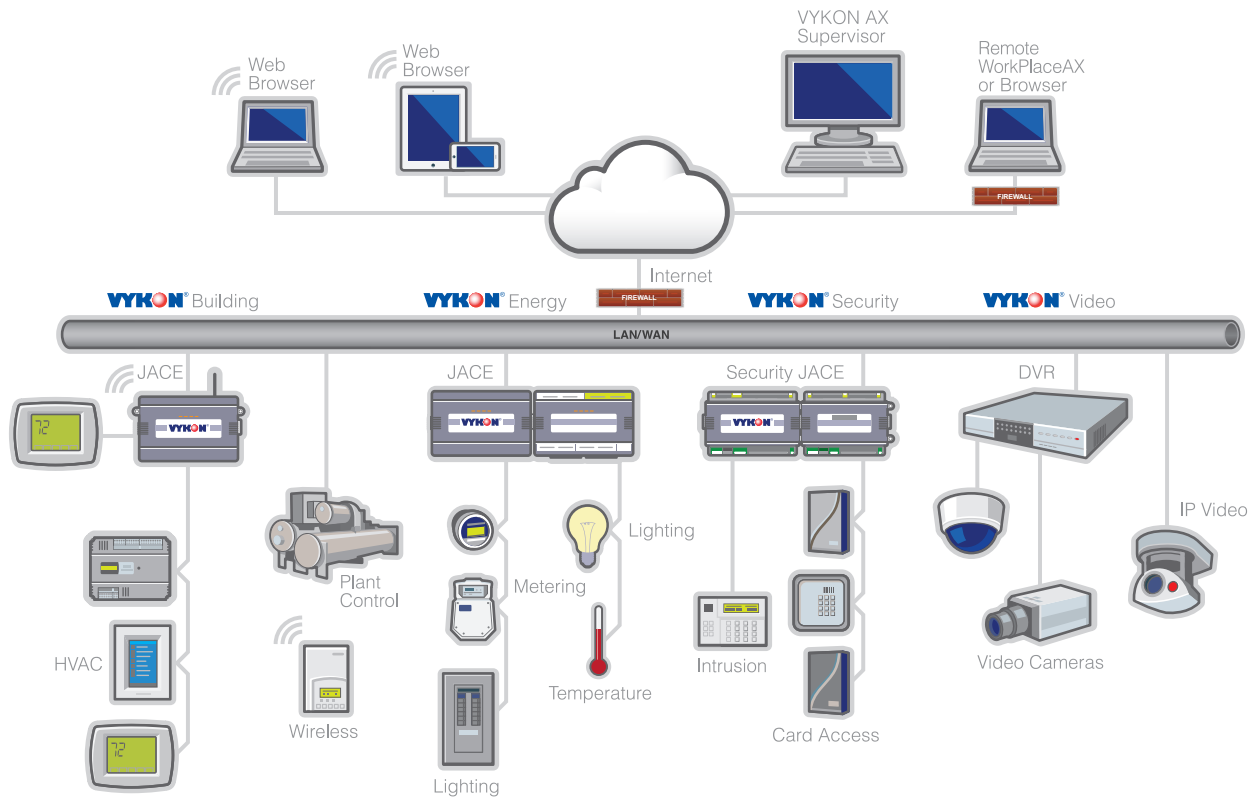 VYKON AX
Supervisor
Web
Browser
Web
Browser
Remote
WorkPlaceAX
or Browser
FIREWALL
Internet
FIREWALL
VYKON® Building
VYKON® Energy
VYKON® Security
VYKON® Video
LAN/WAN
JACE
JACE
Security JACE
DVR
VYKON
VYKON
VYKON
72
IP Video
Lighting
Plant
Control
Metering
HVAC
Intrusion
Video Cameras
Temperature
Wireless
Card Access
72
Lighting